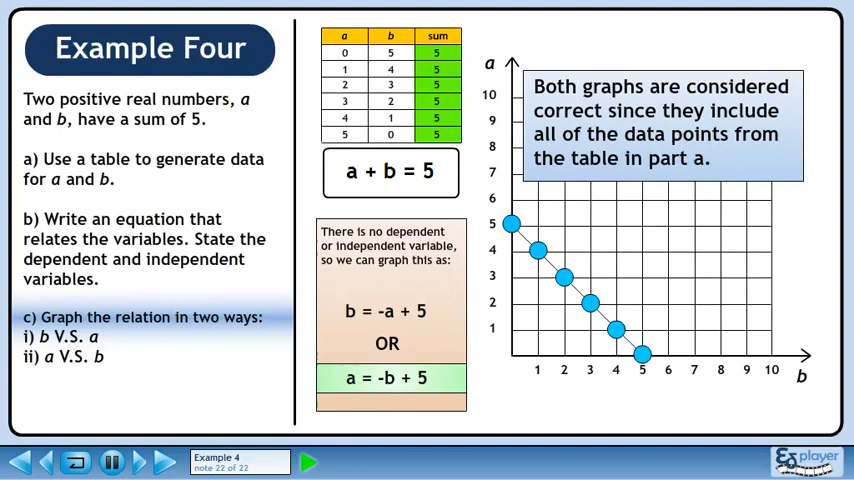 Example Four
Two positive real numbers, a
and b, have a sum of 5.
a) Use a table to generate data
for a and b.
b) Write an equation that
relates the variables. State the
dependent and independent
variables.
c) Graph the relation in two ways:
i) b V.S. a
ii) a V.S. b
a b sum
0 5 5
1 4 5
2 3 5
3 2 5
4 1 5
5 0 5
a + b = 5
There is no dependent
or independent variable,
so we can graph this as:
b = -a + 5
OR
a = -b + 5
Both graphs are considered
correct since they include
all of the data points from
the table in part a.
a
10
9
8
7
6
5
4
3
2
1
1 2 3 4 5 6 7 8 9 10
b
Example 4
note 22 of 22
player